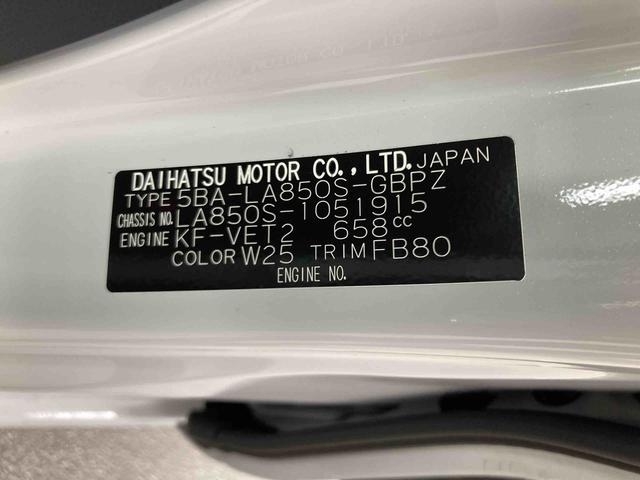 DAIHATSU MOTOR CO., LTD. JAPAN
TYPE 5BA-LA850S-GBPZ
CHASSIS NO. LA850S-1051915
ENGINE KF-VET2 658cc
COLOR W25 TRIM FB80
ENGINE NO.